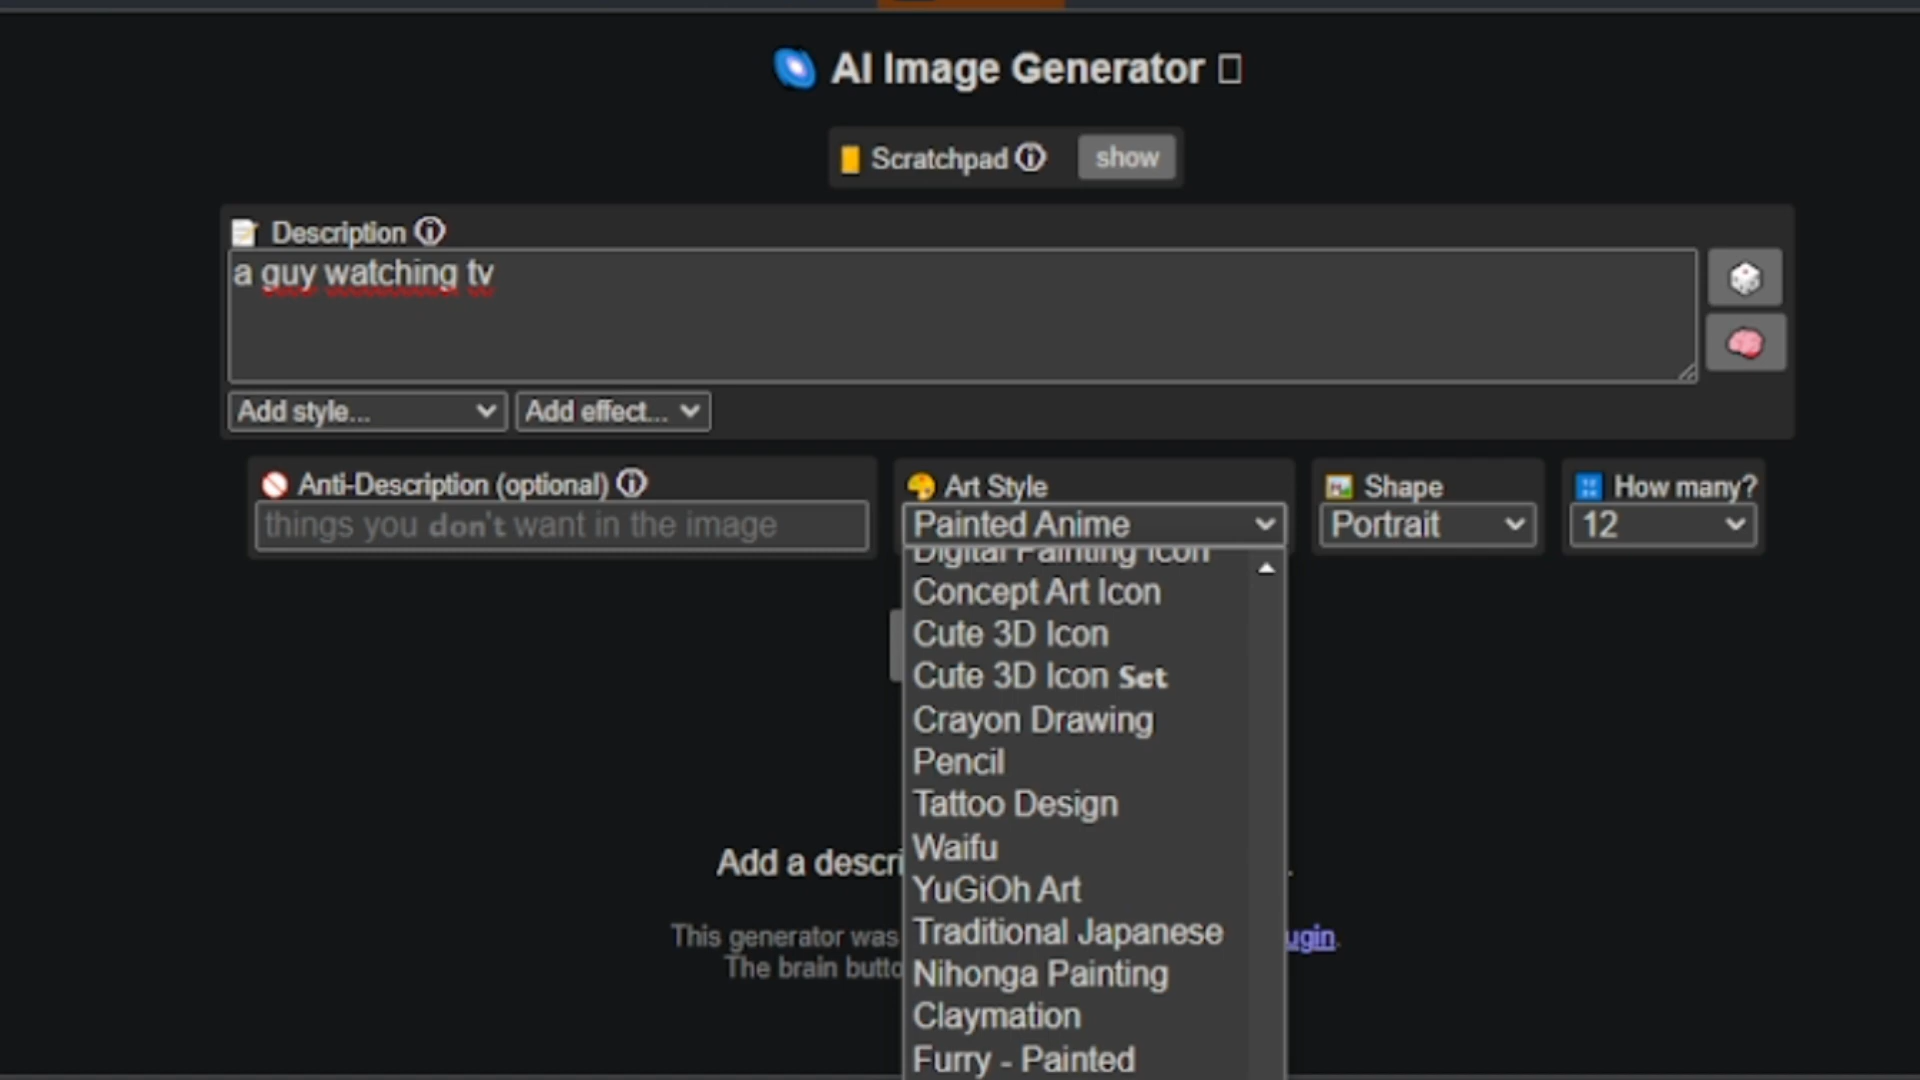 AI Image Generator
Scratchpad
show
Description
a guy watching tv
Add style...
Add effect...
Anti-Description (optional)
things you don't want in the image
Art Style
Painted Anime
Shape
Portrait
How many?
12
Digital Painting Icon
Concept Art Icon
Cute 3D Icon
Cute 3D Icon Set
Crayon Drawing
Pencil
Tattoo Design
Waifu
YuGiOh Art
Traditional Japanese
Nihonga Painting
Claymation
Furry - Painted
Add a descri
.
This generator was
ugin.
The brain butto